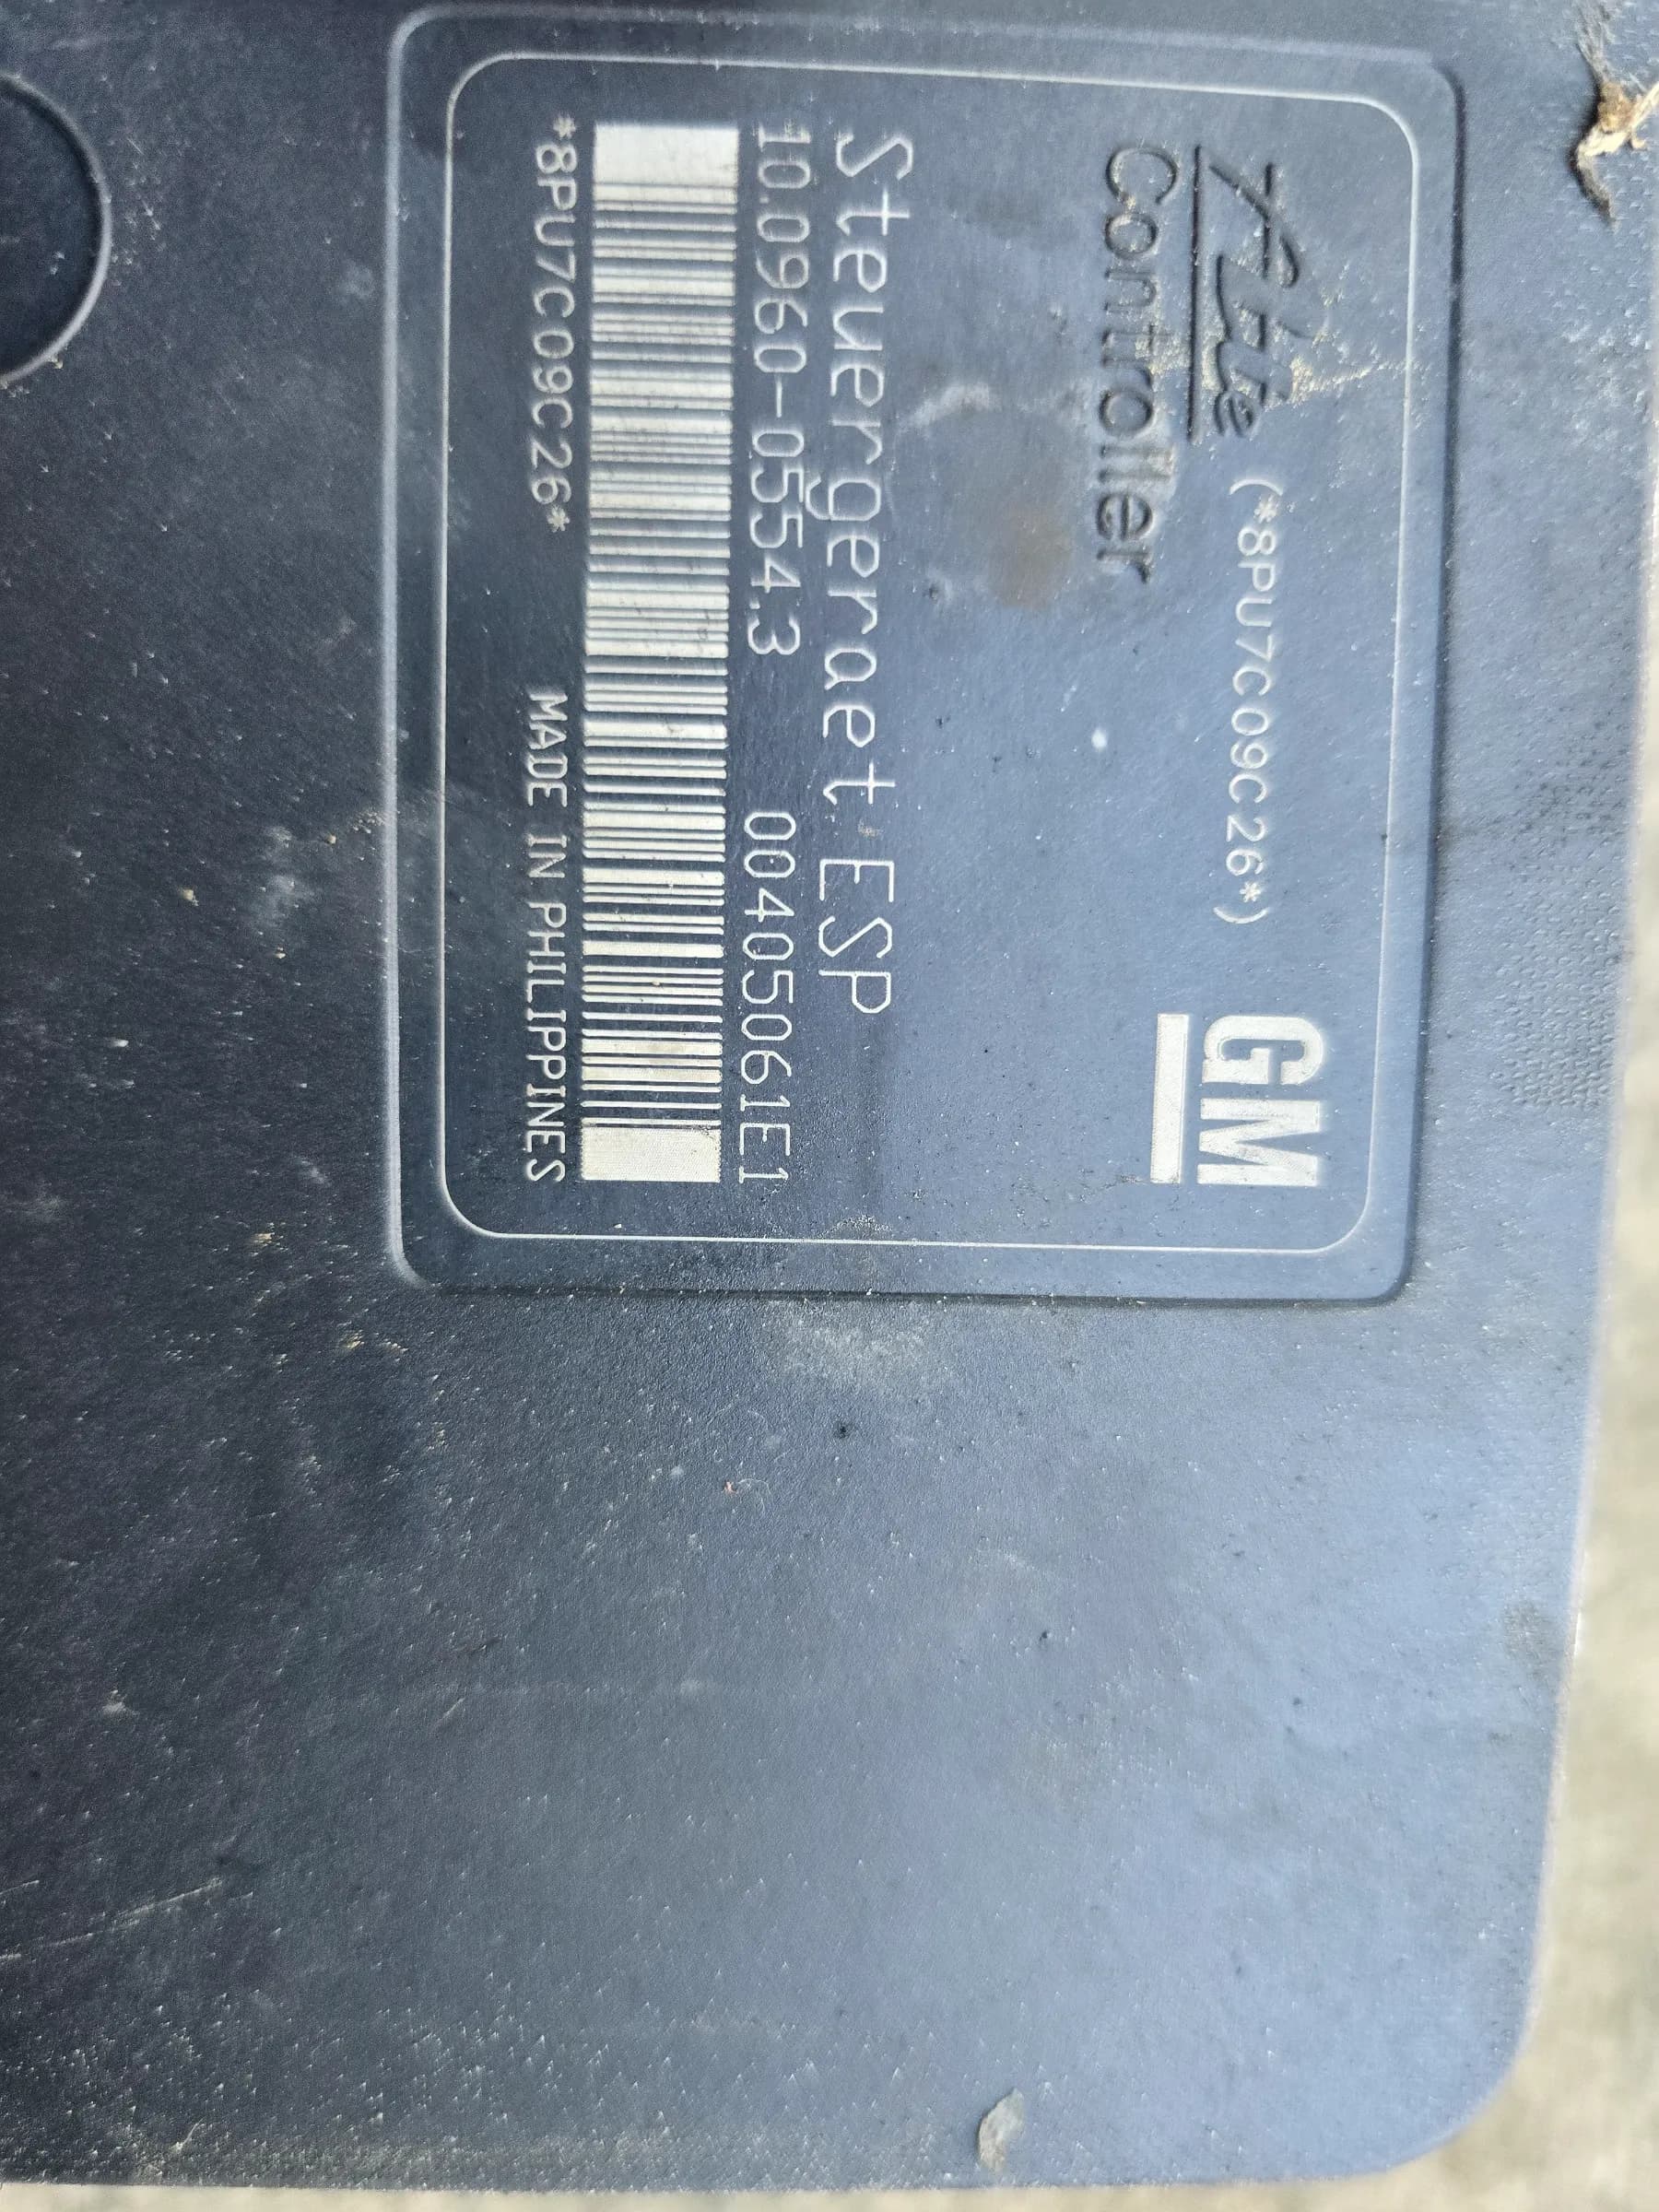 Ate (*8PU7C09C26*) GM
Controller
Steuergeraet ESP
10.0960-0554.3 00405061E1
*8PU7C09C26* MADE IN PHILIPPINES